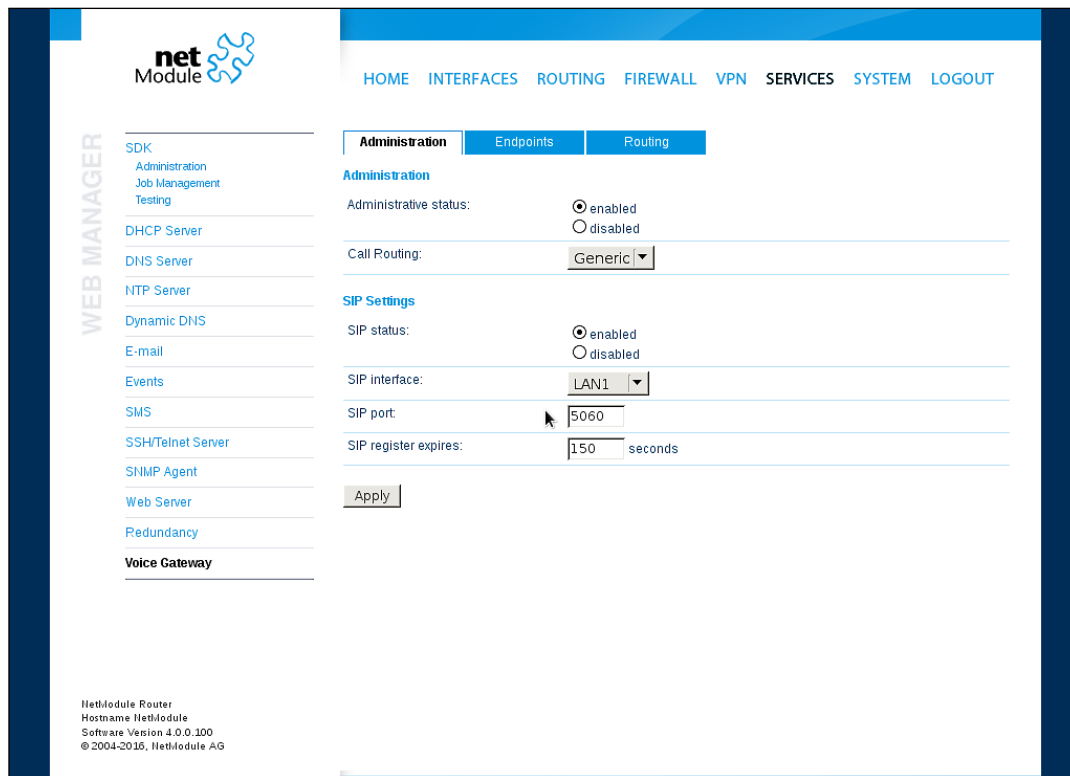 net
Module
HOME INTERFACES ROUTING FIREWALL VPN SERVICES SYSTEM LOGOUT
WEB MANAGER
SDK
Administration
Job Management
Testing
DHCP Server
DNS Server
NTP Server
Dynamic DNS
E-mail
Events
SMS
SSH/Telnet Server
SNMP Agent
Web Server
Redundancy
Voice Gateway
Administration Endpoints Routing
Administration
Administrative status:
enabled
disabled
Call Routing: Generic
SIP Settings
SIP status:
enabled
disabled
SIP interface: LAN1
SIP port: 5060
SIP register expires: 150 seconds
Apply
NetModule Router
Hostname NetModule
Software Version 4.0.0.100
© 2004-2016, NetModule AG